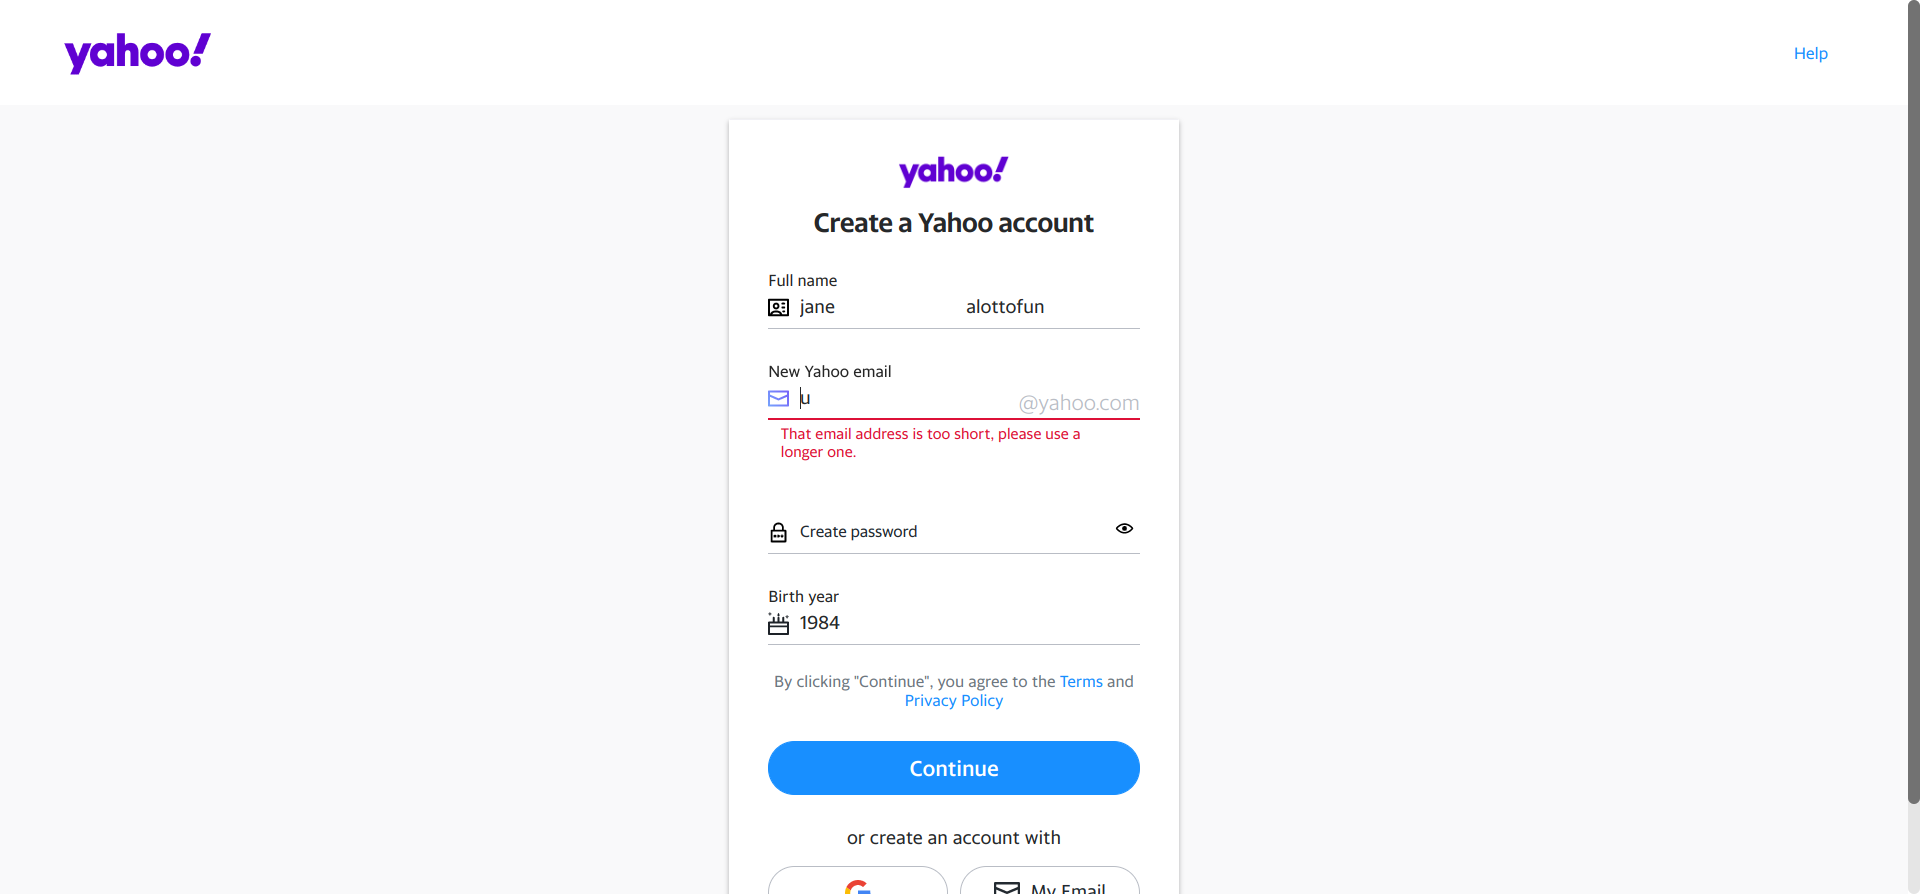 yahoo!
Help
yahoo!
Create a Yahoo account
Full name
jane alottofun
New Yahoo email
u @yahoo.com
That email address is too short, please use a
longer one.
Create password
Birth year
1984
By clicking "Continue", you agree to the Terms and
Privacy Policy
Continue
or create an account with
My Email